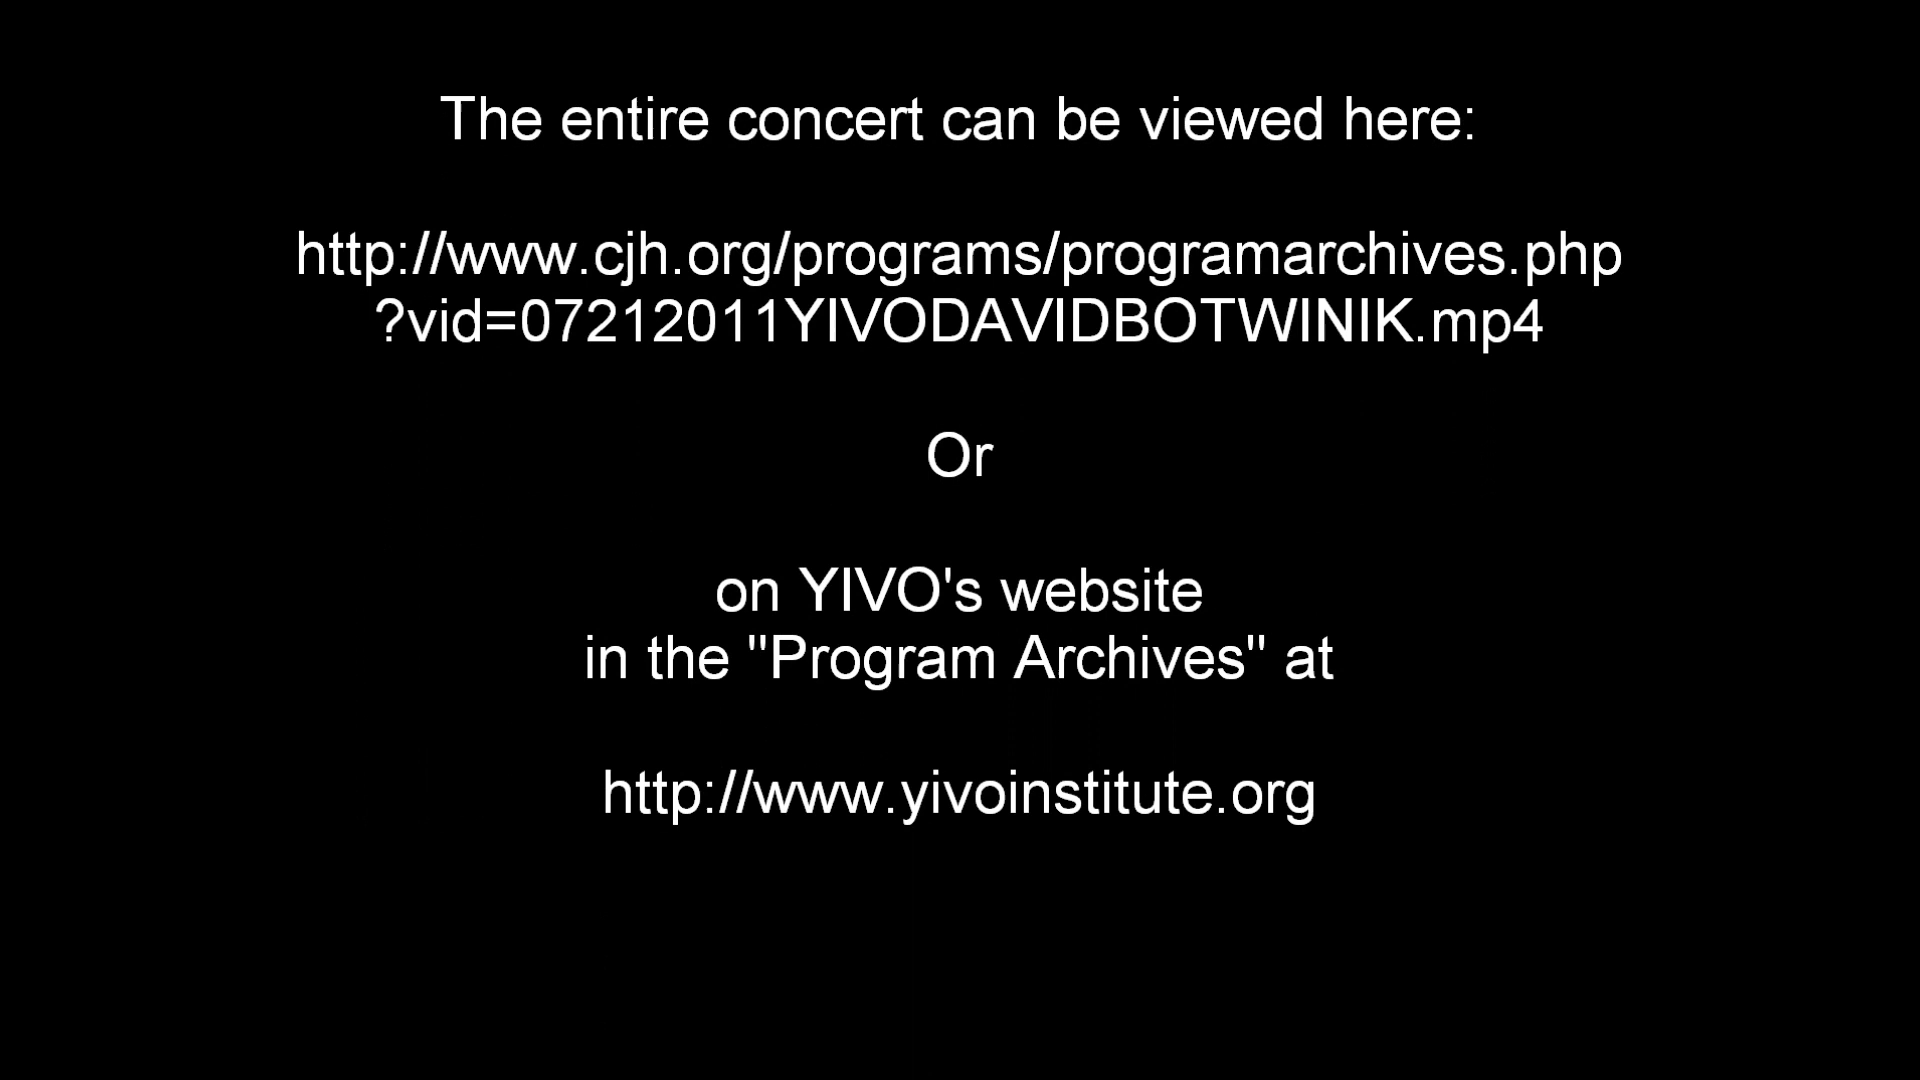 The entire concert can be viewed here:
http://www.cjh.org/programs/programarchives.php
?vid=07212011YIVODAVIDBOTWINIK.mp4
Or
on YIVO's website
in the "Program Archives" at
http://www.yivoinstitute.org